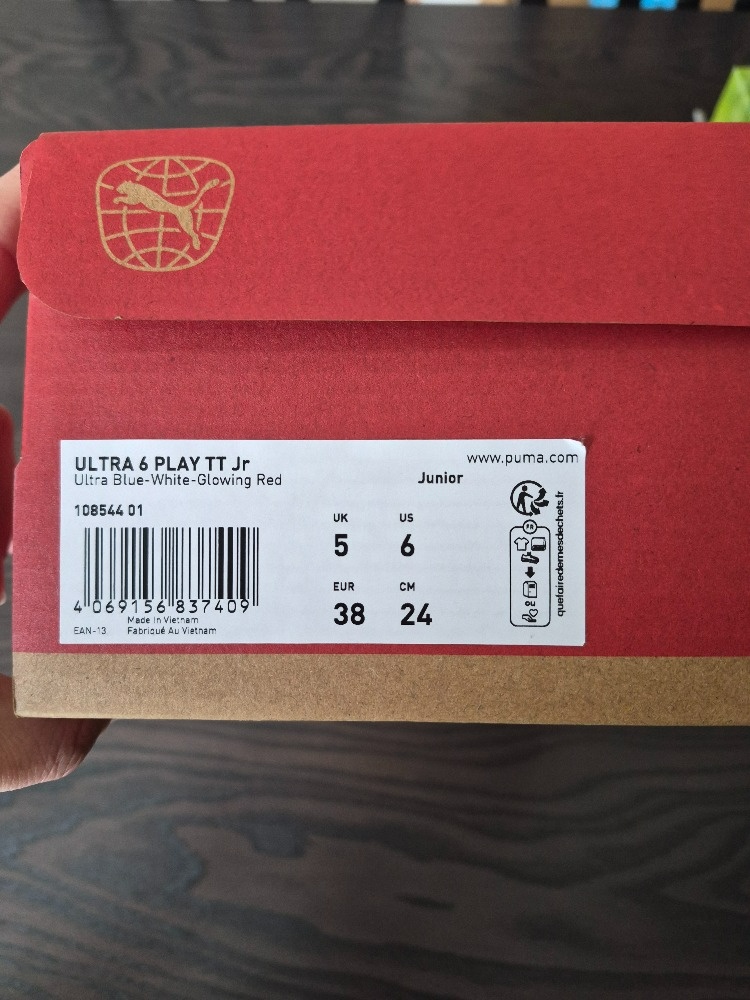 ULTRA 6 PLAY TT Jr
Ultra Blue-White-Glowing Red
www.puma.com
Junior
108544 01
UK US
5 6
EUR CM
38 24
4 069156 837409
Made In Vietnam
EAN-13 Fabriqué Au Vietnam
FR
quefairedemesdechets.fr